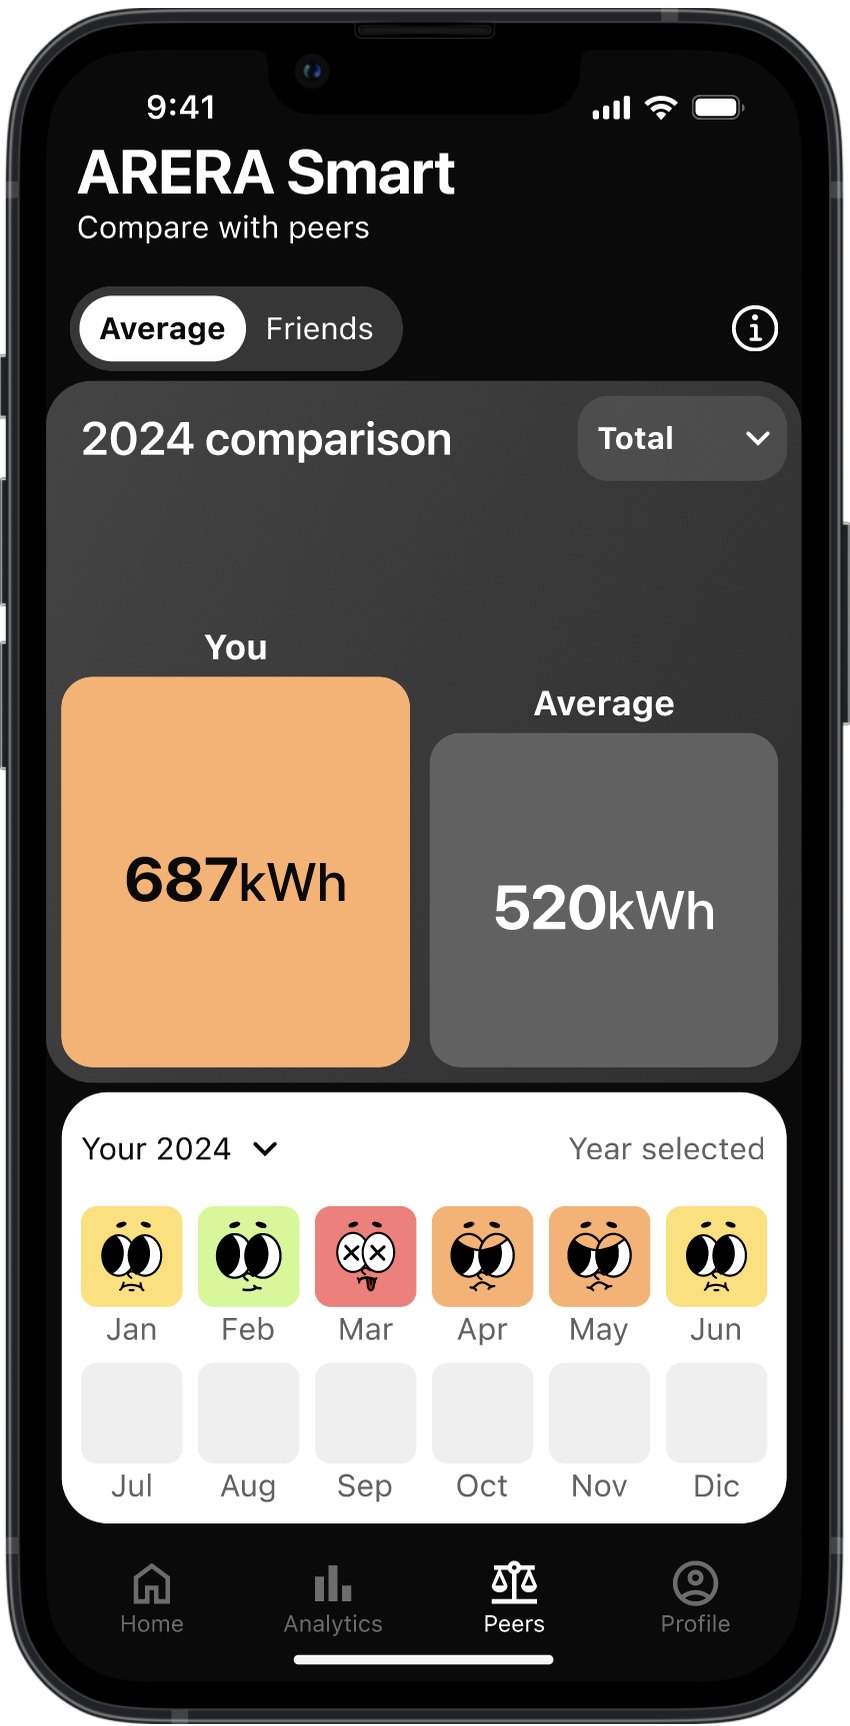 9:41
ARERA Smart
Compare with peers
Average Friends
2024 comparison Total
You
Average
687kWh
520kWh
Your 2024 Year selected
Jan Feb Mar Apr May Jun
Jul Aug Sep Oct Nov Dic
Home Analytics Peers Profile